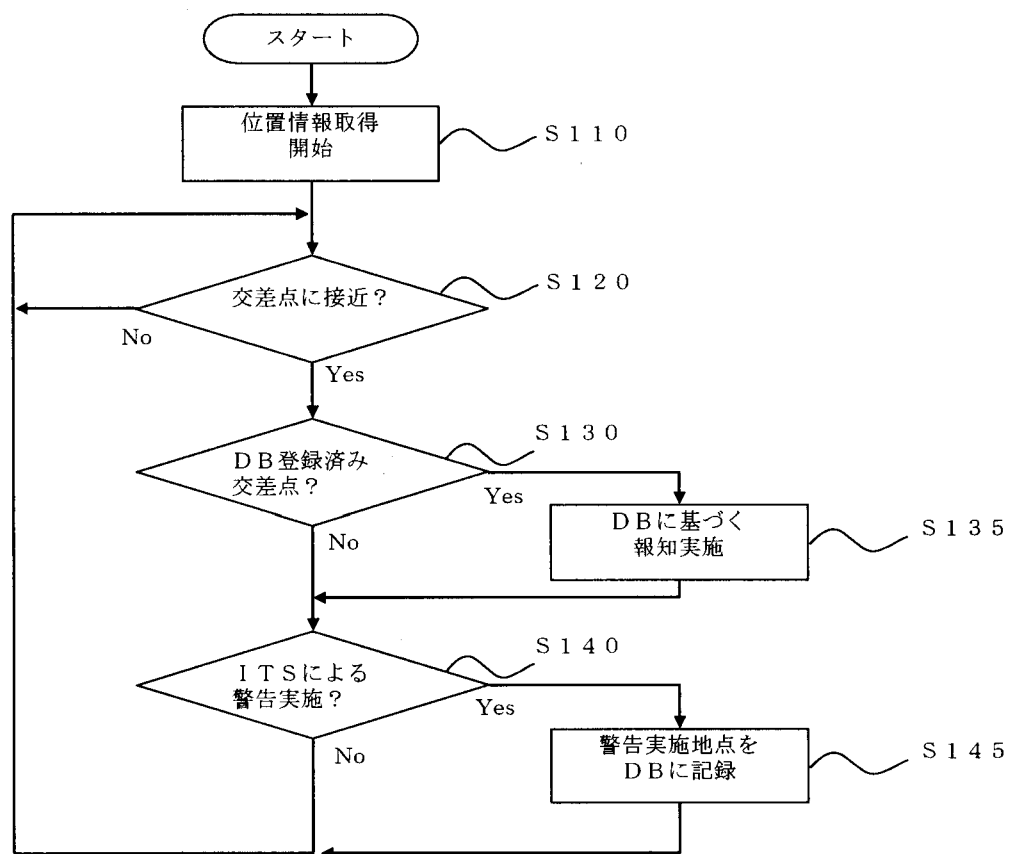 スタート
位置情報取得
開始
S110
交差点に接近?
S120
No
Yes
DB登録済み
交差点?
S130
Yes
No
DBに基づく
報知実施
S135
ITSによる
警告実施?
S140
Yes
No
警告実施地点を
DBに記録
S145